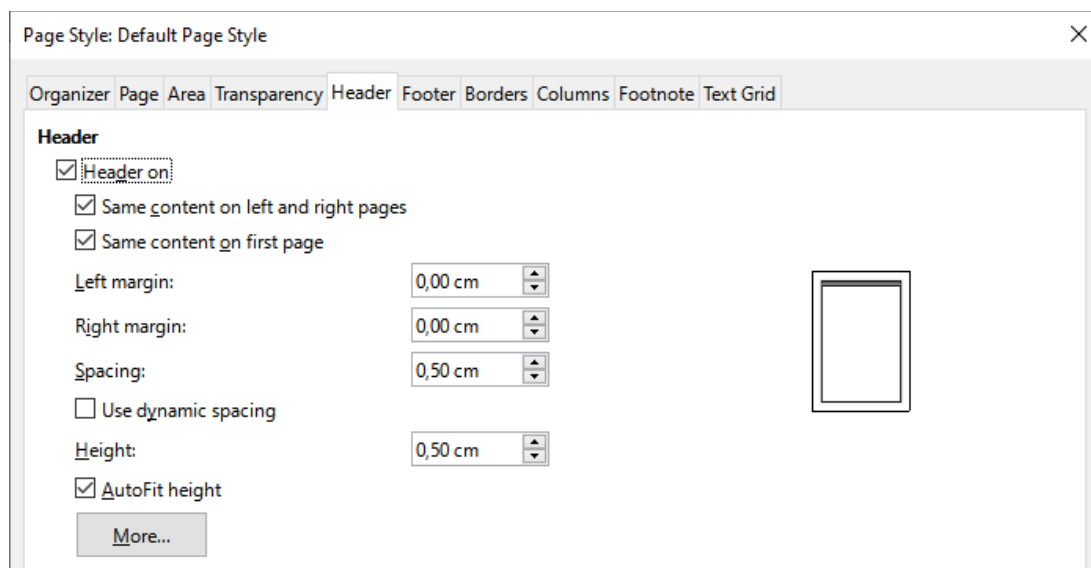 Page Style: Default Page Style
Organizer Page Area Transparency Header Footer Borders Columns Footnote Text Grid
Header
Header on
Same content on left and right pages
Same content on first page
Left margin: 0,00 cm
Right margin: 0,00 cm
Spacing: 0,50 cm
Use dynamic spacing
Height: 0,50 cm
AutoFit height
More...